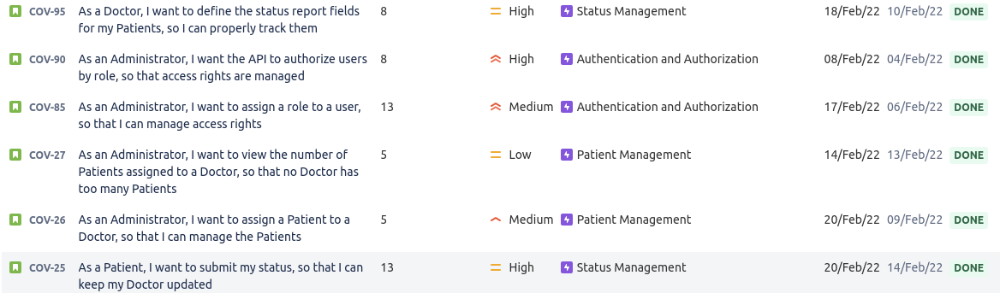 COV-95 As a Doctor, I want to define the status report fields 8 High Status Management 18/Feb/22 10/Feb/22 DONE
for my Patients, so I can properly track them
COV-90 As an Administrator, I want the API to authorize users 8 High Authentication and Authorization 08/Feb/22 04/Feb/22 DONE
by role, so that access rights are managed
COV-85 As an Administrator, I want to assign a role to a user, 13 Medium Authentication and Authorization 17/Feb/22 06/Feb/22 DONE
so that I can manage access rights
COV-27 As an Administrator, I want to view the number of 5 Low Patient Management 14/Feb/22 13/Feb/22 DONE
Patients assigned to a Doctor, so that no Doctor has
too many Patients
COV-26 As an Administrator, I want to assign a Patient to a 5 Medium Patient Management 20/Feb/22 09/Feb/22 DONE
Doctor, so that I can manage the Patients
COV-25 As a Patient, I want to submit my status, so that I can 13 High Status Management 20/Feb/22 14/Feb/22 DONE
keep my Doctor updated